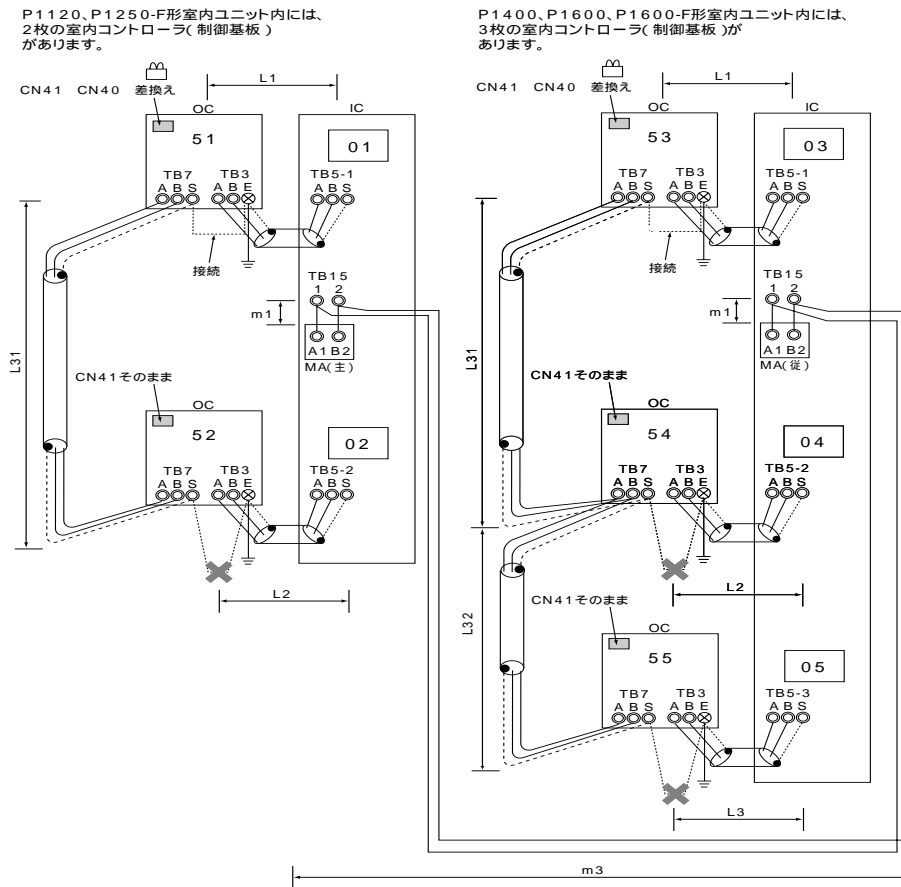 P1120、P1250-F形室内ユニット内には、
2枚の室内コントローラ(制御基板)
があります。
CN41 CN40 差換え
L1
OC
IC
51
01
TB7
TB3
TB5-1
A B S
A B E
A B S
接続
TB15
1 2
m1
A1 B2
MA(主)
L31
CN41そのまま
OC
52
02
TB7
TB3
TB5-2
A B S
A B E
A B S
L2
P1400、P1600、P1600-F形室内ユニット内には、
3枚の室内コントローラ(制御基板)が
あります。
CN41 CN40 差換え
L1
OC
IC
53
03
TB7
TB3
TB5-1
A B S
A B E
A B S
接続
TB15
1 2
m1
A1 B2
MA(従)
L31
CN41そのまま
OC
54
04
TB7
TB3
TB5-2
A B S
A B E
A B S
L2
L32
CN41そのまま
OC
55
05
TB7
TB3
TB5-3
A B S
A B E
A B S
L3
m3